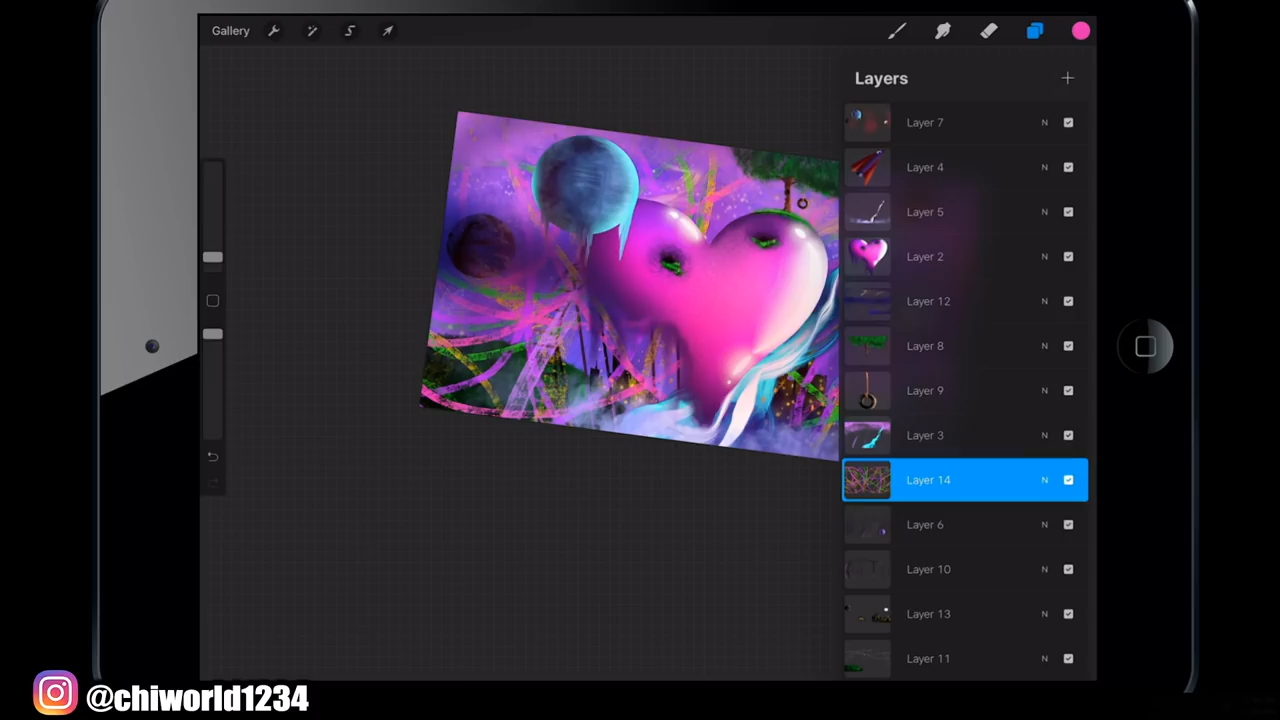 Gallery
Layers
Layer 7 N
Layer 4 N
Layer 5 N
Layer 2 N
Layer 12 N
Layer 8 N
Layer 9 N
Layer 3 N
Layer 14 N
Layer 6 N
Layer 10 N
Layer 13 N
Layer 11 N
@chiworld1234